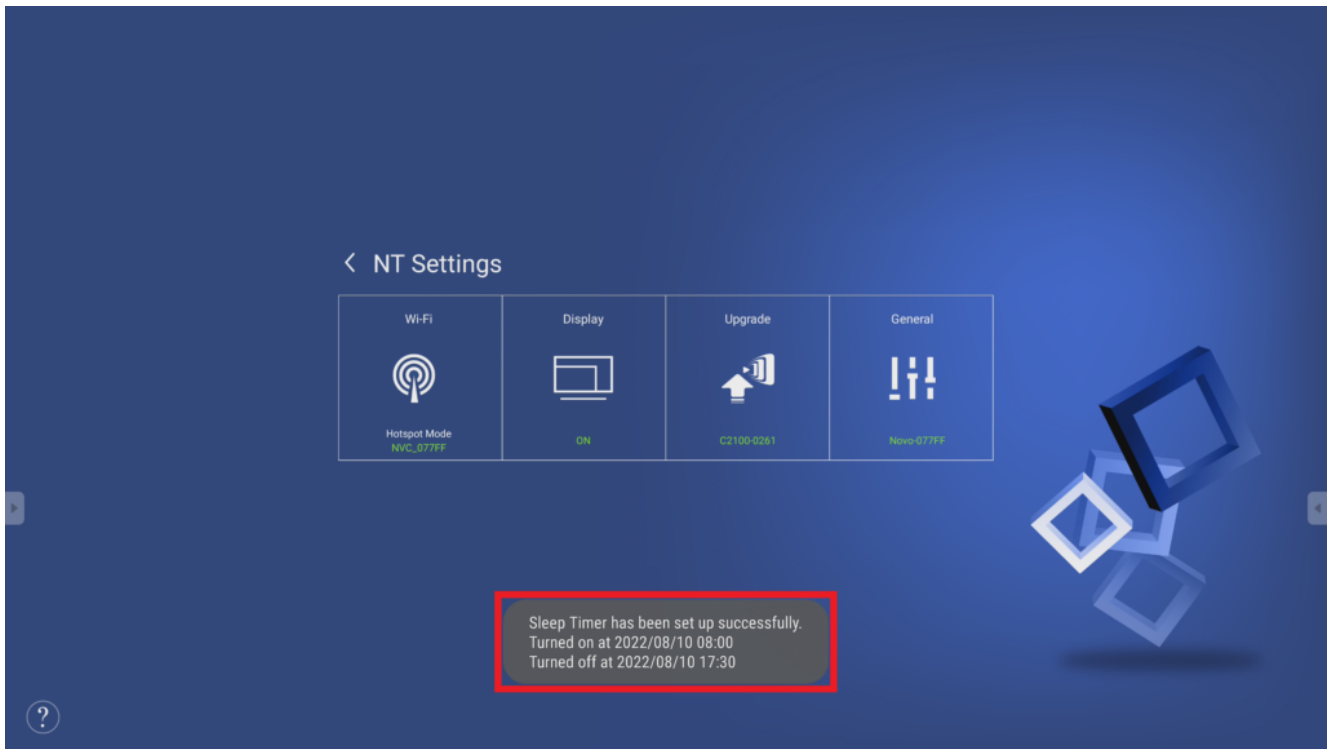 NT Settings
Wi-Fi
Display
Upgrade
General
Hotspot Mode
NVC_077FF
ON
C2100-0261
Novo-077FF
Sleep Timer has been set up successfully.
Turned on at 2022/08/10 08:00
Turned off at 2022/08/10 17:30
?